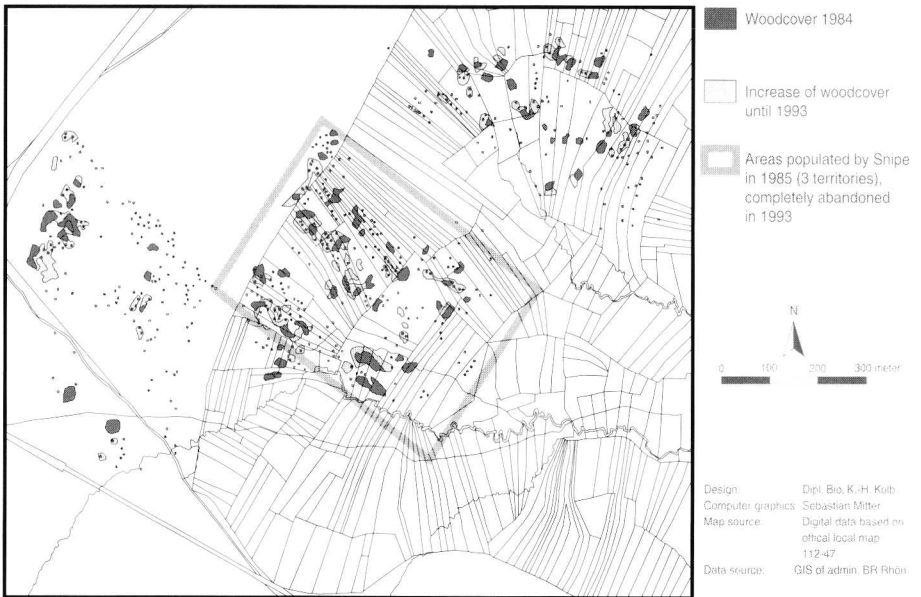 Woodcover 1984
Increase of woodcover
until 1993
Areas populated by Snipe
in 1985 (3 territories),
completely abandoned
in 1993
N
0 100 200 300 meter
Design: Dipl. Bio. K.-H. Kolb
Computer graphics: Sebastian Mitter
Map source: Digital data based on
offical local map
112-47
Data source: GIS of admin. BR Rhön